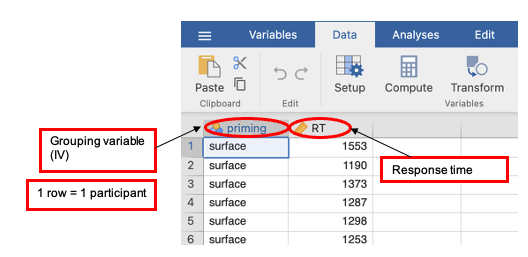 Variables Data Analyses Edit
Paste Setup Compute Transform
Clipboard Edit Variables
priming RT
Grouping variable
(IV)
1 row = 1 participant
Response time
1 surface 1553
2 surface 1190
3 surface 1373
4 surface 1287
5 surface 1298
6 surface 1253